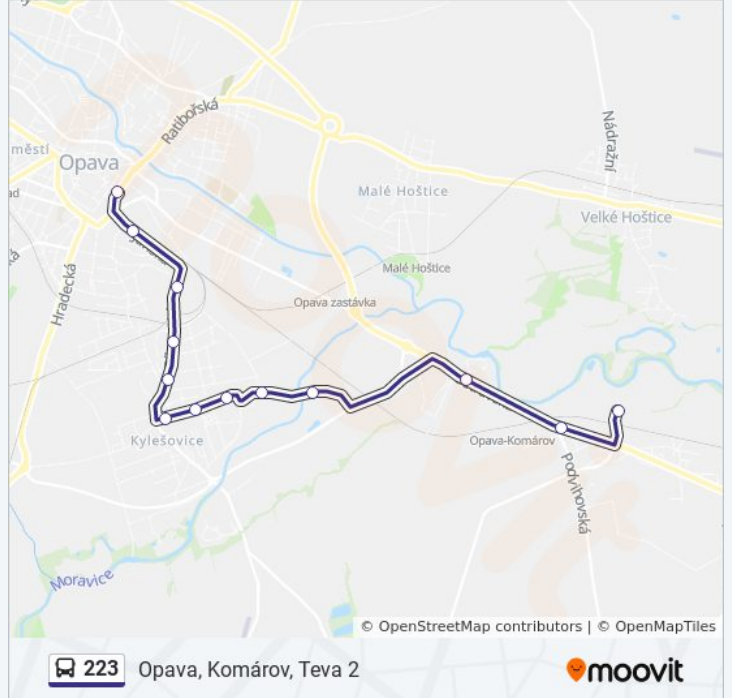 Ratibořská
městí
Opava
Nádražní
ad
Malé Hoštice
Velké Hoštice
Hradecká
Malé Hoštice
Opava zastávka
Kylešovice
Opava-Komárov
Podvihovská
Moravice
© OpenStreetMap contributors | © OpenMapTiles
223 Opava, Komárov, Teva 2
moovit